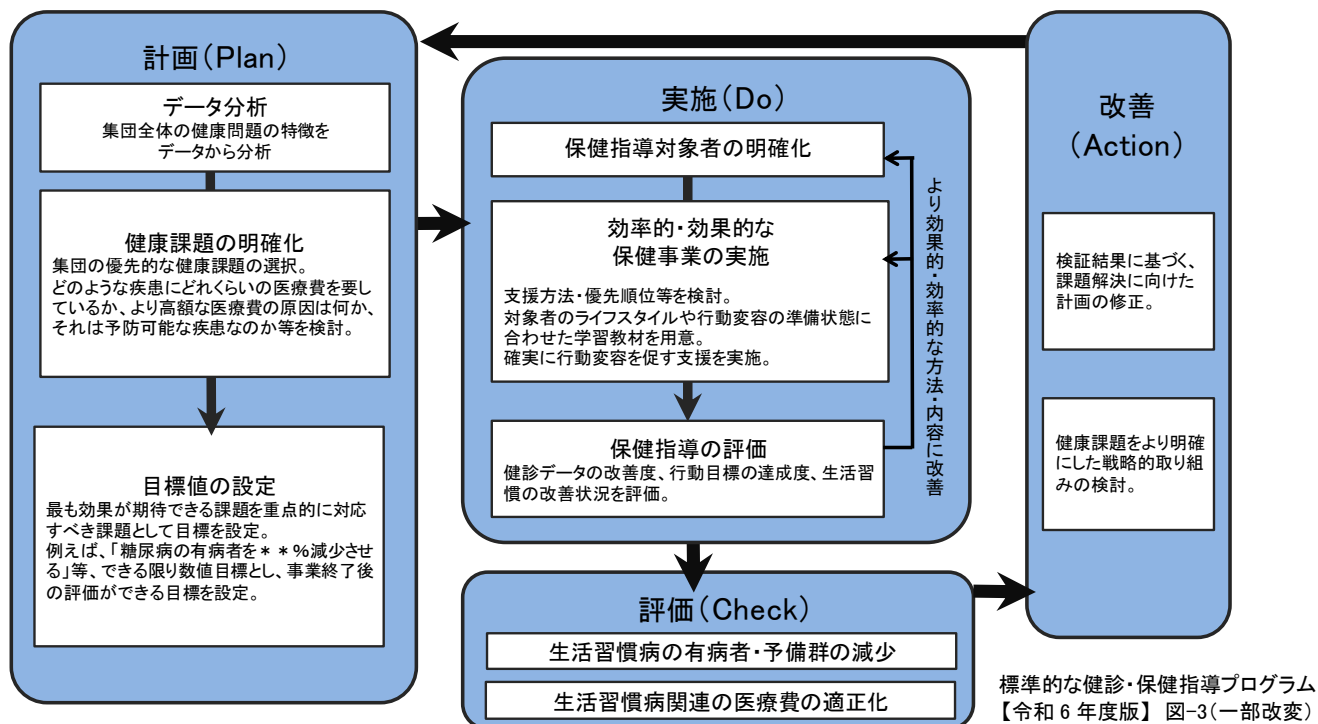 計画(Plan)
データ分析
集団全体の健康問題の特徴を
データから分析
健康課題の明確化
集団の優先的な健康課題の選択。
どのような疾患にどれくらいの医療費を要し
ているか、より高額な医療費の原因は何か、
それは予防可能な疾患なのか等を検討。
目標値の設定
最も効果が期待できる課題を重点的に対応
すべき課題として目標を設定。
例えば、「糖尿病の有病者を＊＊％減少させ
る」等、できる限り数値目標とし、事業終了後
の評価ができる目標を設定。
実施(Do)
保健指導対象者の明確化
効率的・効果的な
保健事業の実施
支援方法・優先順位等を検討。
対象者のライフスタイルや行動変容の準備状態に
合わせた学習教材を用意。
確実に行動変容を促す支援を実施。
保健指導の評価
健診データの改善度、行動目標の達成度、生活習
慣の改善状況を評価。
より効果的・効率的な方法・内容に改善
評価(Check)
生活習慣病の有病者・予備群の減少
生活習慣病関連の医療費の適正化
改善
(Action)
検証結果に基づく、
課題解決に向けた
計画の修正。
健康課題をより明確
にした戦略的取り組
みの検討。
標準的な健診・保健指導プログラム
【令和 6 年度版】 図-3(一部改変)